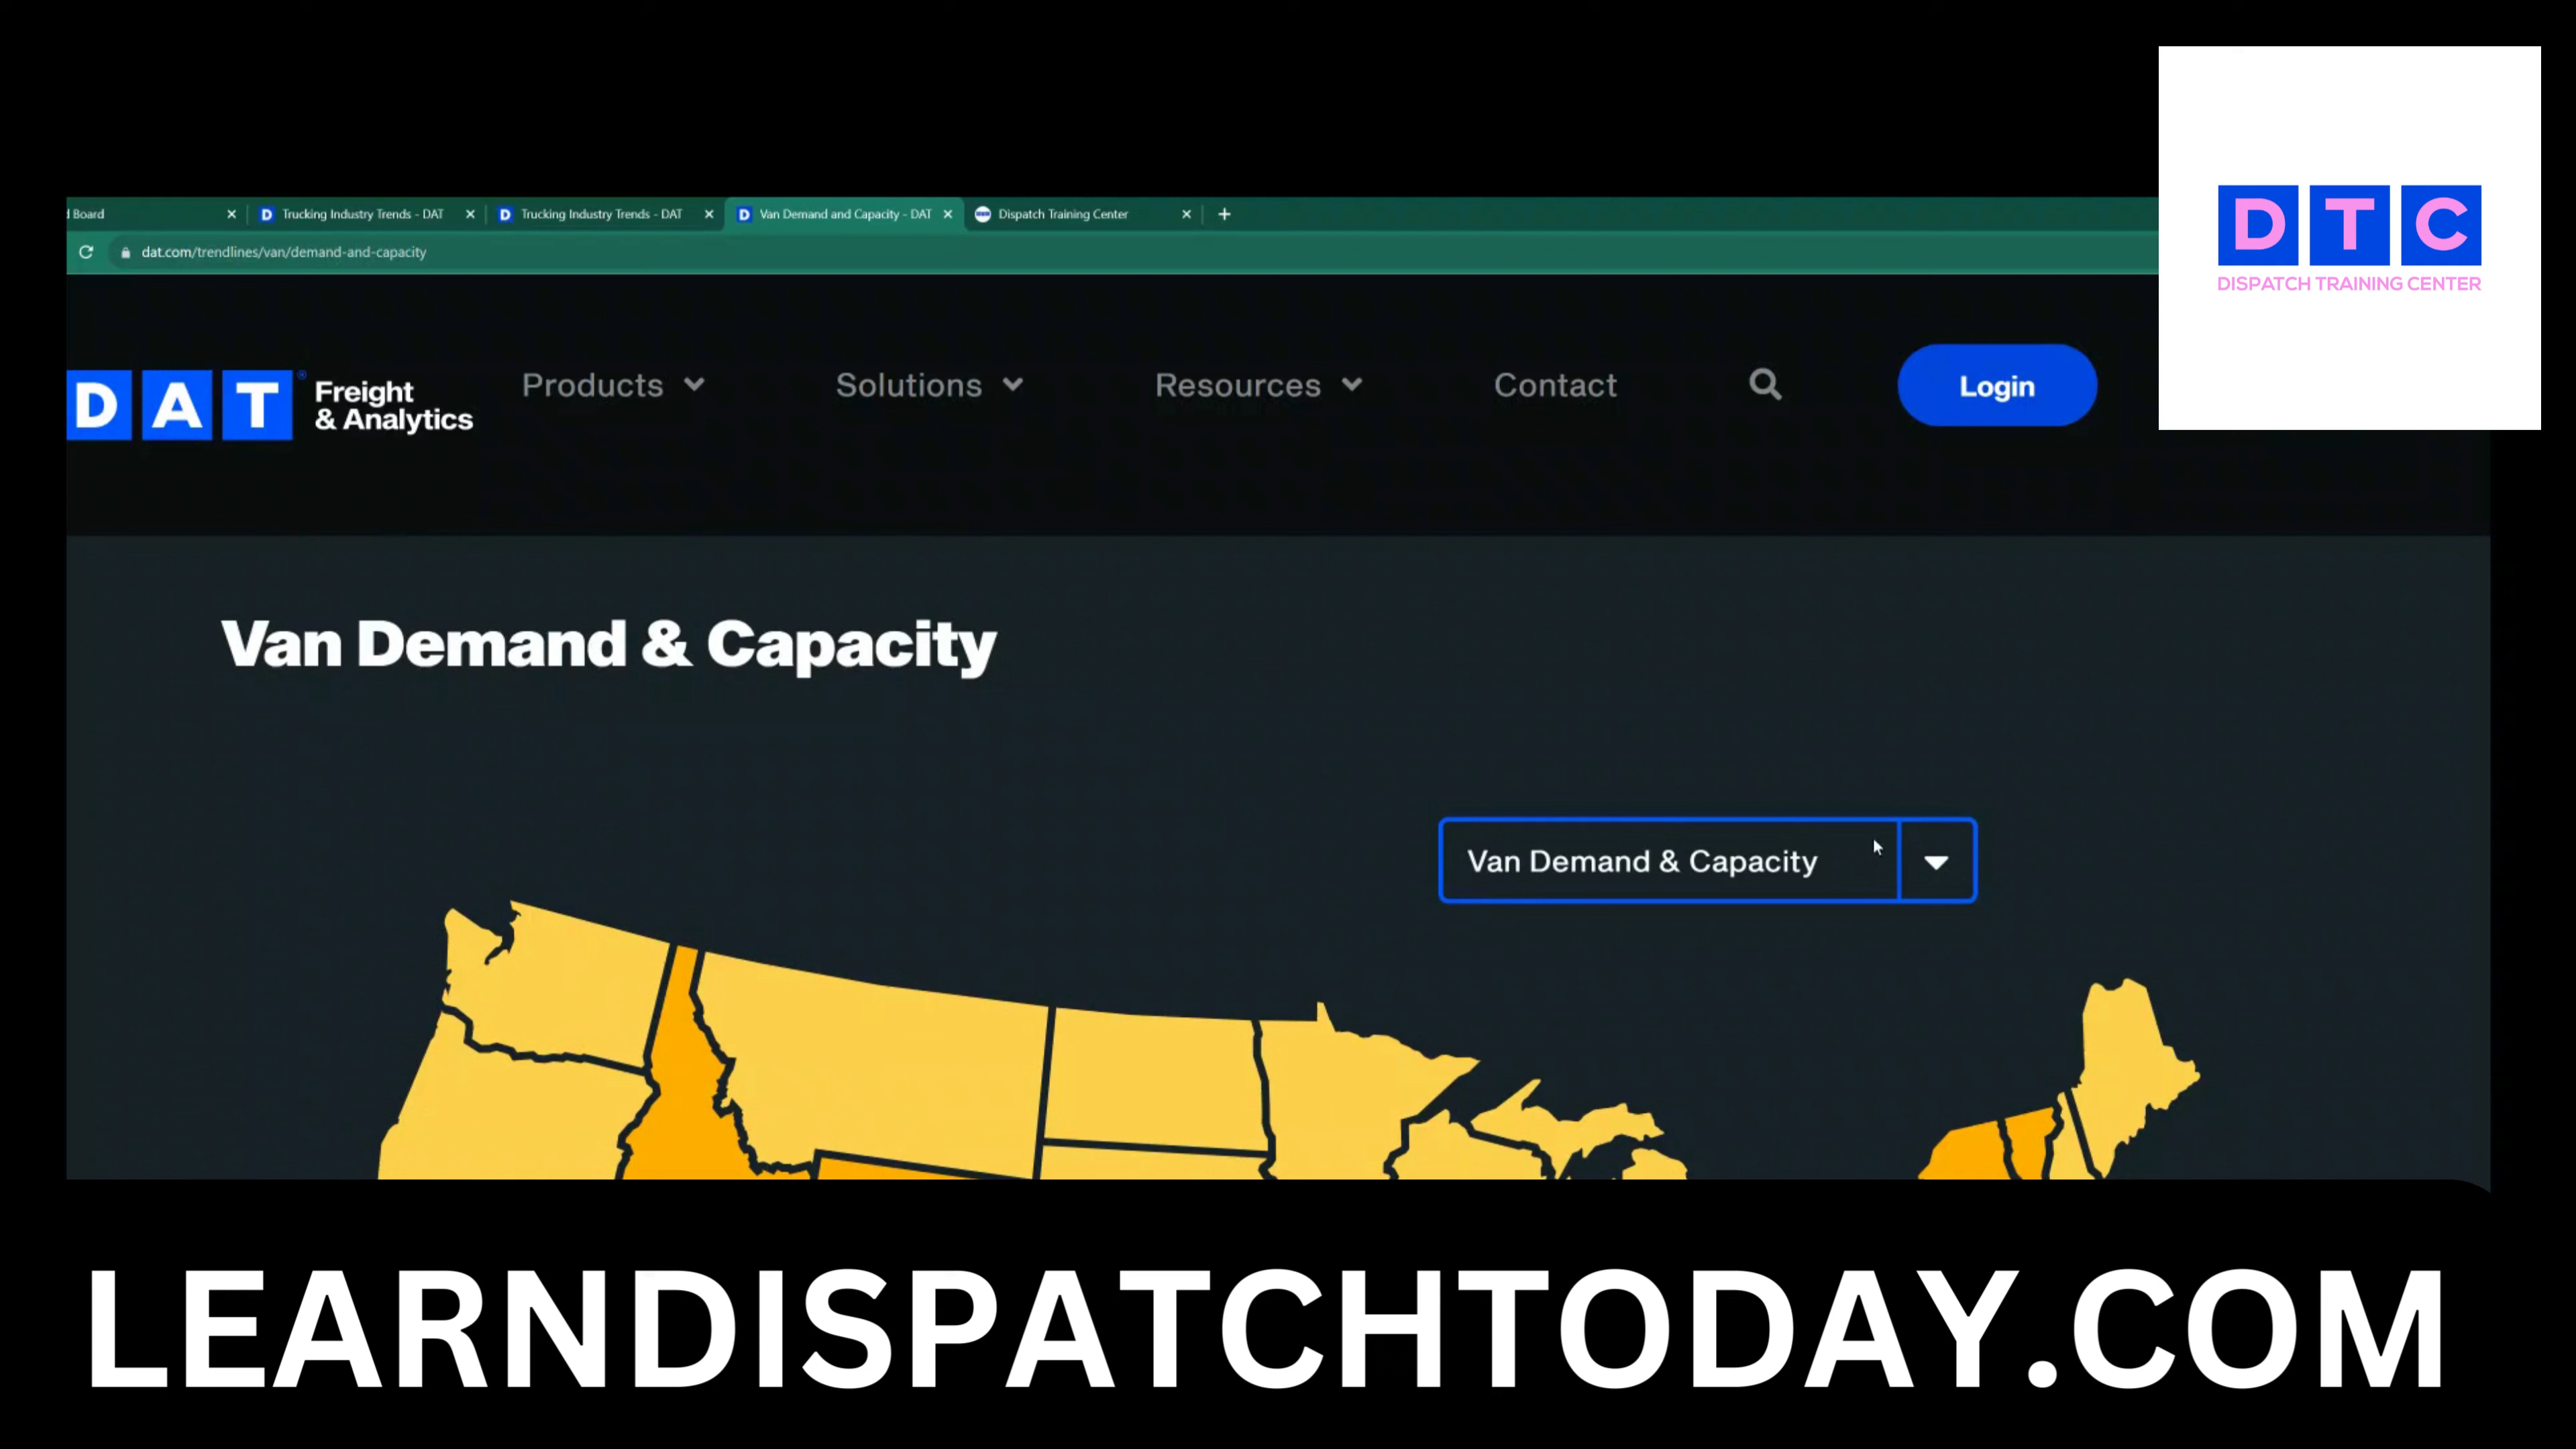 d Board
Trucking Industry Trends - DAT
Trucking Industry Trends - DAT
Van Demand and Capacity - DAT
Dispatch Training Center
dat.com/trendlines/van/demand-and-capacity
DTC
DISPATCH TRAINING CENTER
DAT® Freight
& Analytics
Products
Solutions
Resources
Contact
Login
Van Demand & Capacity
Van Demand & Capacity
LEARNDISPATCHTODAY.COM